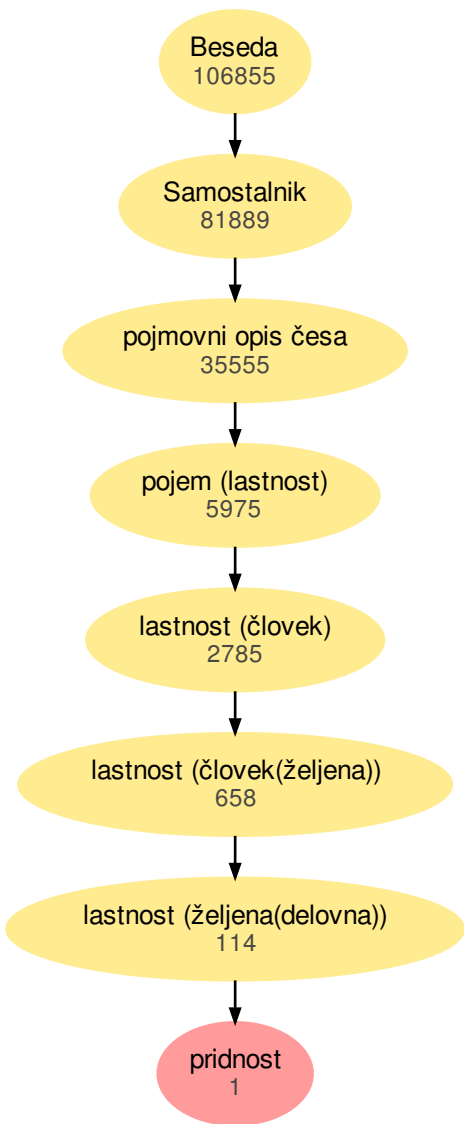 Beseda
106855
Samostalnik
81889
pojmovni opis česa
35555
pojem (lastnost)
5975
lastnost (človek)
2785
lastnost (človek(željena))
658
lastnost (željena(delovna))
114
pridnost
1